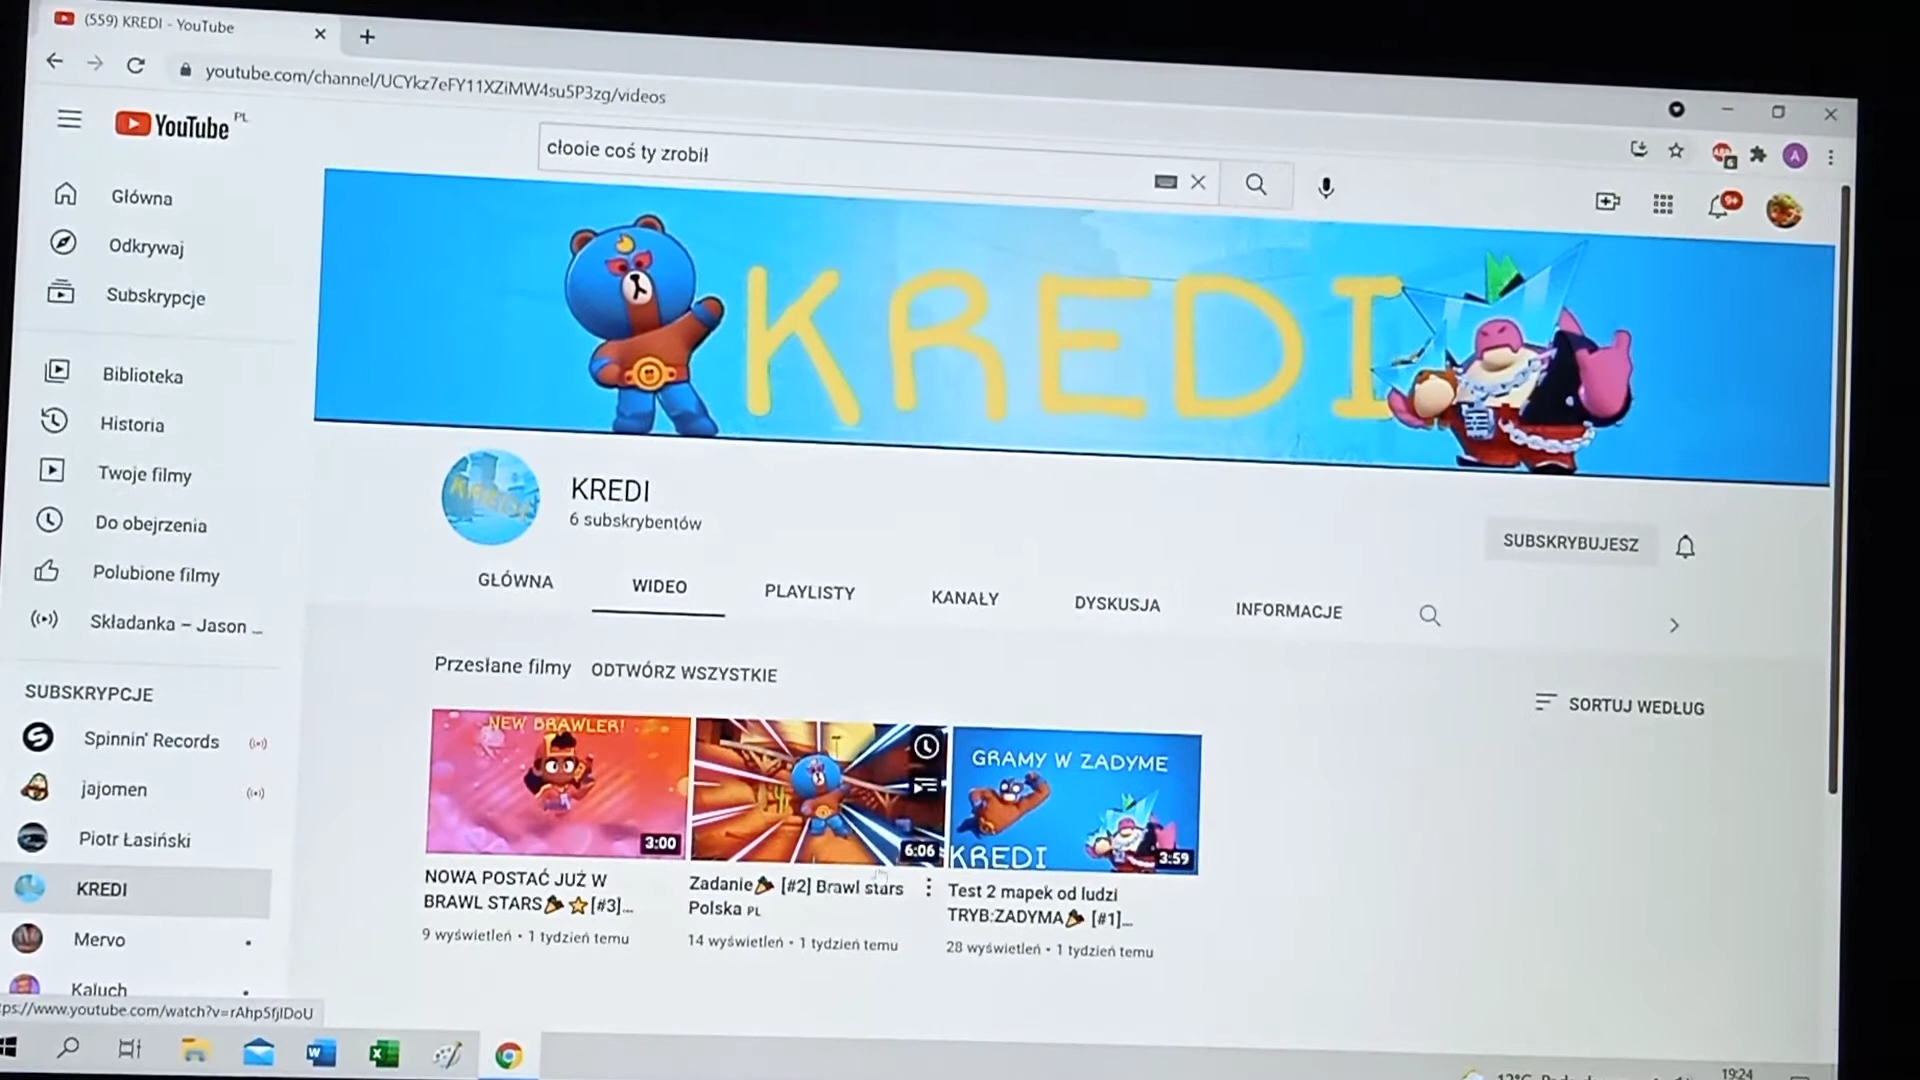 (559) KREDI - YouTube
youtube.com/channel/UCYkz7eFY11XZiMW4su5P3zg/videos
YouTube PL
cłooie coś ty zrobił
9+
A
Główna
Odkrywaj
Subskrypcje
Biblioteka
Historia
Twoje filmy
Do obejrzenia
Polubione filmy
Składanka – Jason ...
SUBSKRYPCJE
Spinnin' Records
jajomen
Piotr Łasiński
KREDI
Mervo
Kaluch
KREDI
KREDI
6 subskrybentów
SUBSKRYBUJESZ
GŁÓWNA
WIDEO
PLAYLISTY
KANAŁY
DYSKUSJA
INFORMACJE
Przesłane filmy
ODTWÓRZ WSZYSTKIE
SORTUJ WEDŁUG
NEW BRAWLER!
3:00
NOWA POSTAĆ JUŻ W
BRAWL STARS [#3]...
9 wyświetleń • 1 tydzień temu
6:06
Zadanie [#2] Brawl stars
Polska PL
14 wyświetleń • 1 tydzień temu
GRAMY W ZADYME
KREDI
3:59
Test 2 mapek od ludzi
TRYB:ZADYMA [#1]...
28 wyświetleń • 1 tydzień temu
tps://www.youtube.com/watch?v=rAhp5fjIDoU
19:24